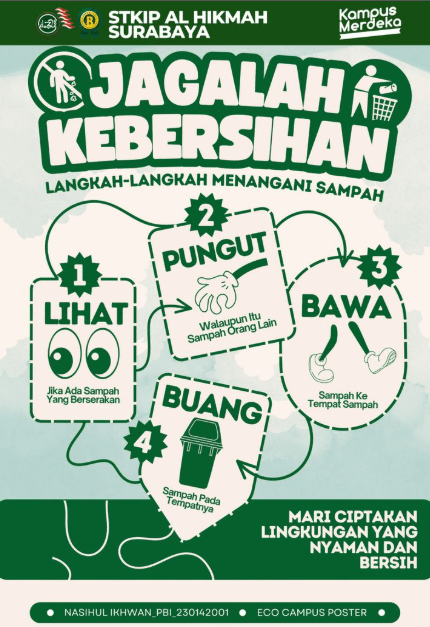 STKIP AL HIKMAH
SURABAYA
Kampus
Merdeka
JAGALAH
KEBERSIHAN
LANGKAH-LANGKAH MENANGANI SAMPAH
1
LIHAT
Jika Ada Sampah
Yang Berserakan
2
PUNGUT
Walaupun Itu
Sampah Orang Lain
3
BAWA
Sampah Ke
Tempat Sampah
4
BUANG
Sampah Pada
Tempatnya
MARI CIPTAKAN
LINGKUNGAN YANG
NYAMAN DAN
BERSIH
NASIHUL IKHWAN_PBI_230142001 ● ECO CAMPUS POSTER